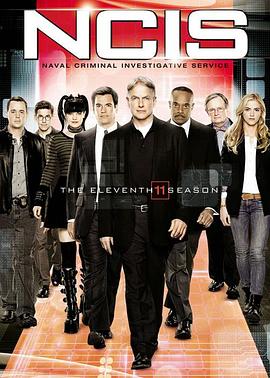 NCIS
NAVAL CRIMINAL INVESTIGATIVE SERVICE
THE ELEVENTH 11 SEASON